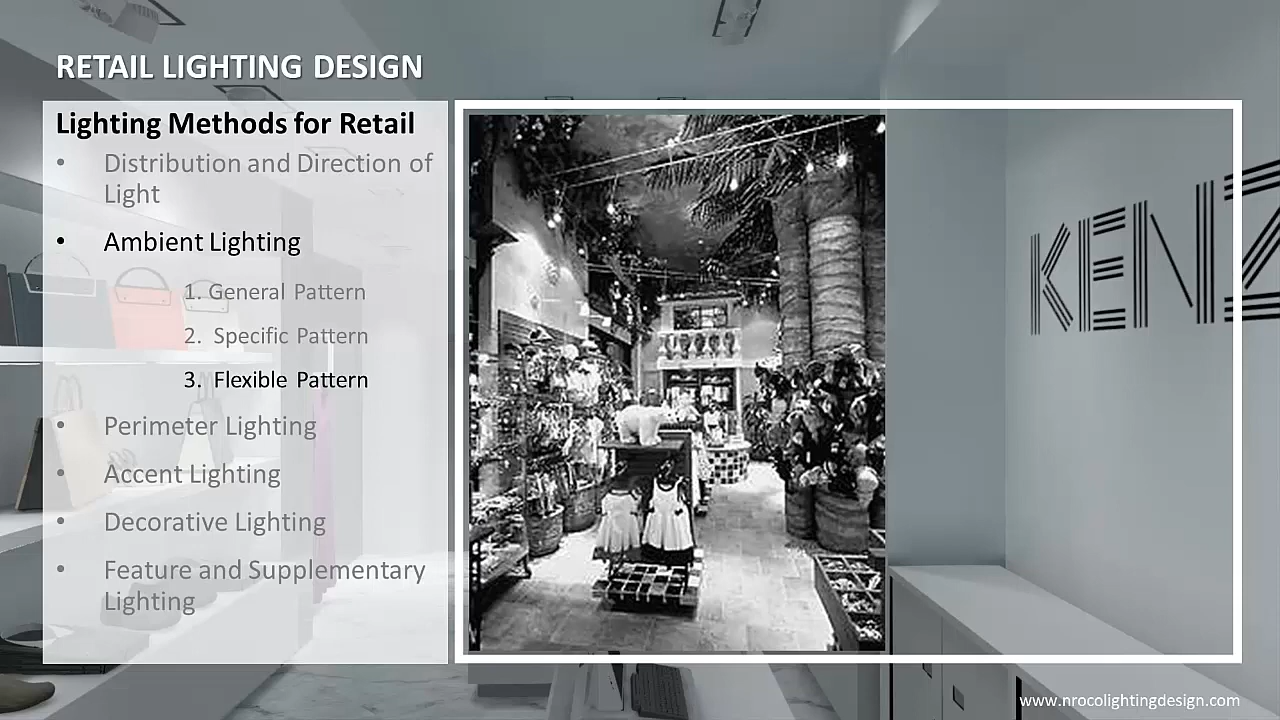 RETAIL LIGHTING DESIGN
Lighting Methods for Retail
• Distribution and Direction of
Light
• Ambient Lighting
1. General Pattern
2. Specific Pattern
3. Flexible Pattern
• Perimeter Lighting
• Accent Lighting
• Decorative Lighting
• Feature and Supplementary
Lighting
KENZ
www.nrocolightingdesign.com